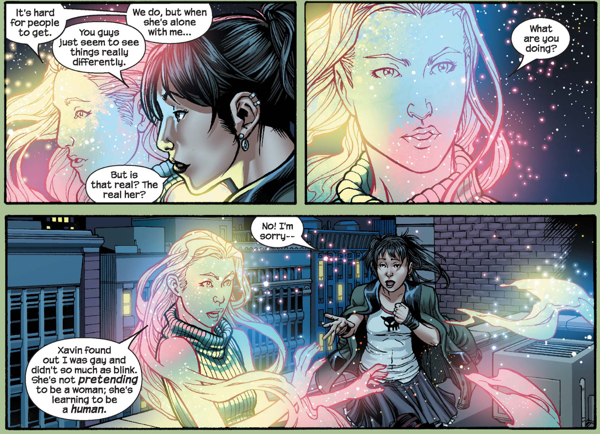 It's hard
for people
to get.
You guys
just seem to see
things really
differently.
We do, but when
she's alone
with me...
But is
that real? The
real her?
What
are you
doing?
No! I'm
sorry--
Xavin found
out I was gay and
didn't so much as blink.
She's not pretending
to be a woman; she's
learning to be
a human.